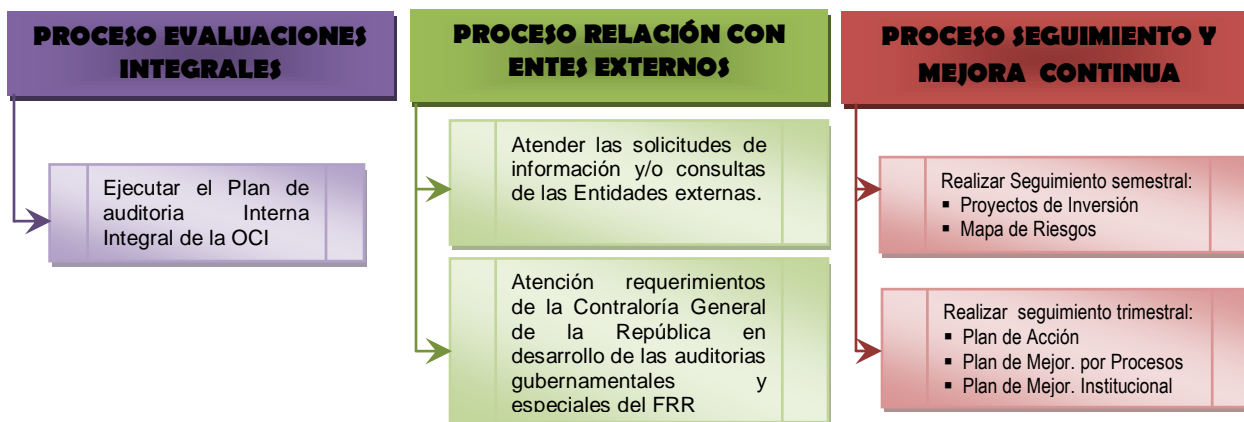 PROCESO EVALUACIONES
INTEGRALES
Ejecutar el Plan de
auditoria Interna
Integral de la OCI
PROCESO RELACIÓN CON
ENTES EXTERNOS
Atender las solicitudes de
información y/o consultas
de las Entidades externas.
Atención requerimientos
de la Contraloría General
de la República en
desarrollo de las auditorias
gubernamentales y
especiales del FRR
PROCESO SEGUIMIENTO Y
MEJORA CONTINUA
Realizar Seguimiento semestral:
▪ Proyectos de Inversión
▪ Mapa de Riesgos
Realizar seguimiento trimestral:
▪ Plan de Acción
▪ Plan de Mejor. por Procesos
▪ Plan de Mejor. Institucional